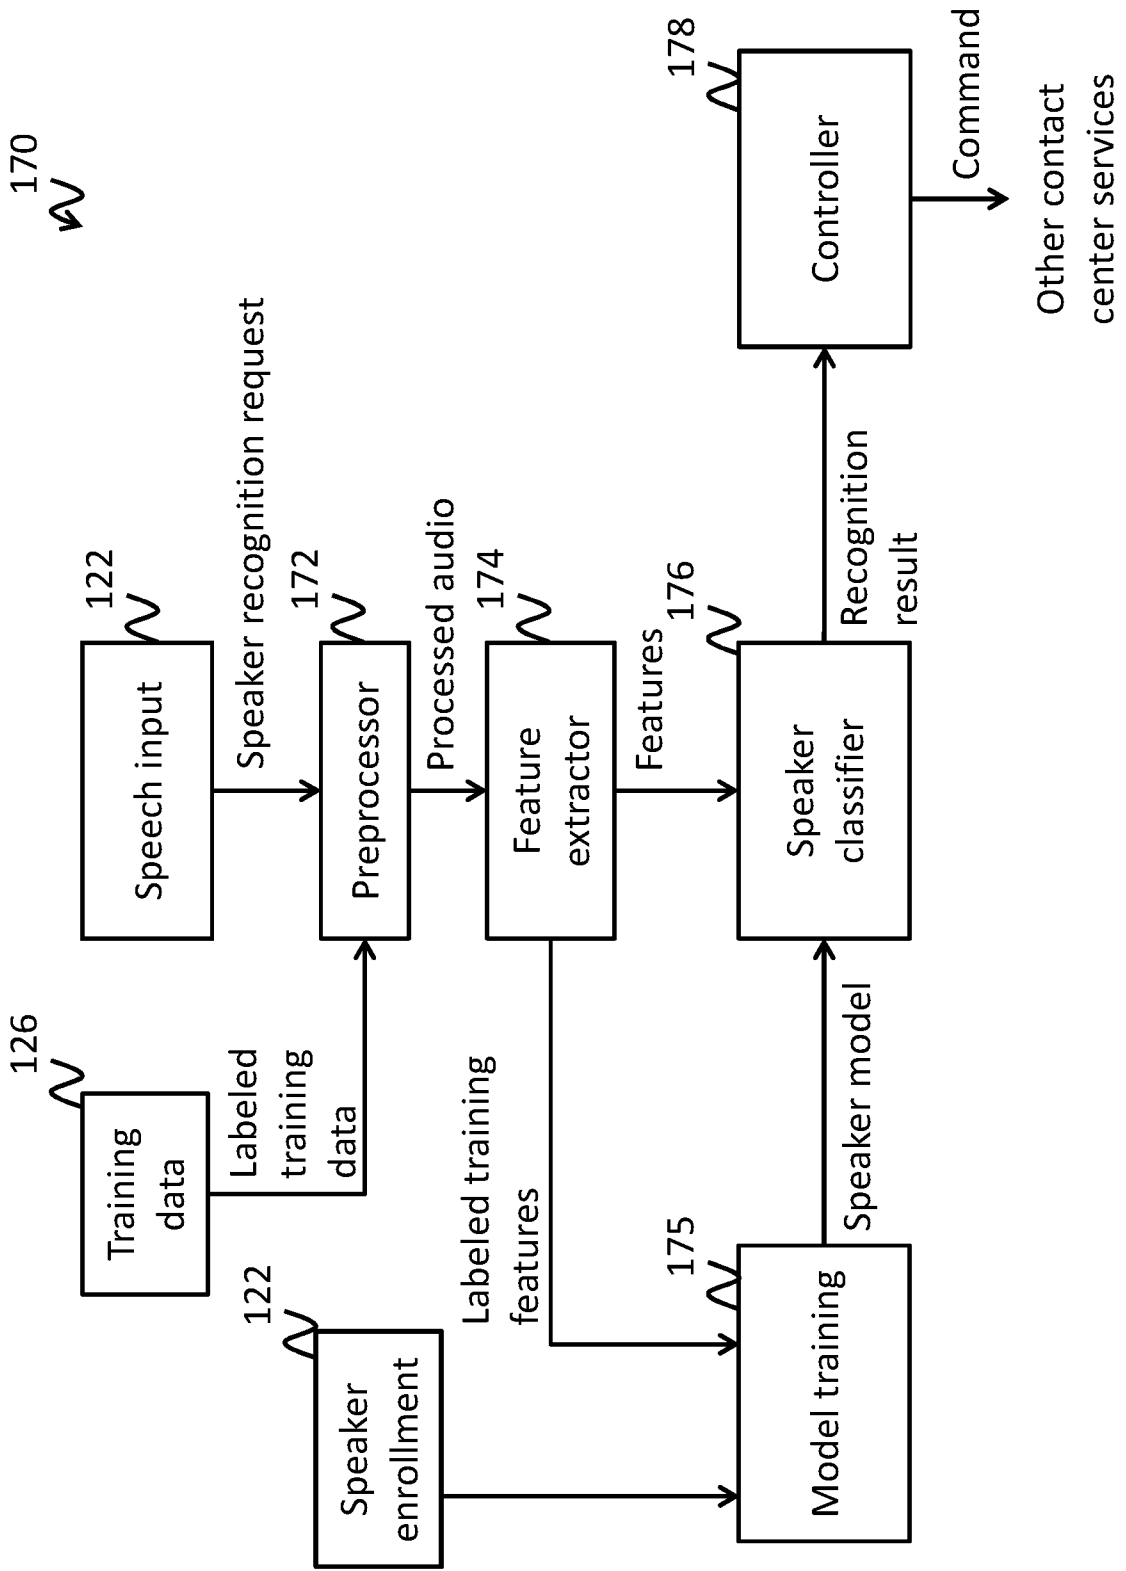 170
126
Training
data
Labeled
training
data
122
Speech input
Speaker recognition request
122
Speaker
enrollment
172
Preprocessor
Processed audio
174
Feature
extractor
Labeled training
features
Features
175
Model training
Speaker model
176
Speaker
classifier
Recognition
result
178
Controller
Command
Other contact
center services